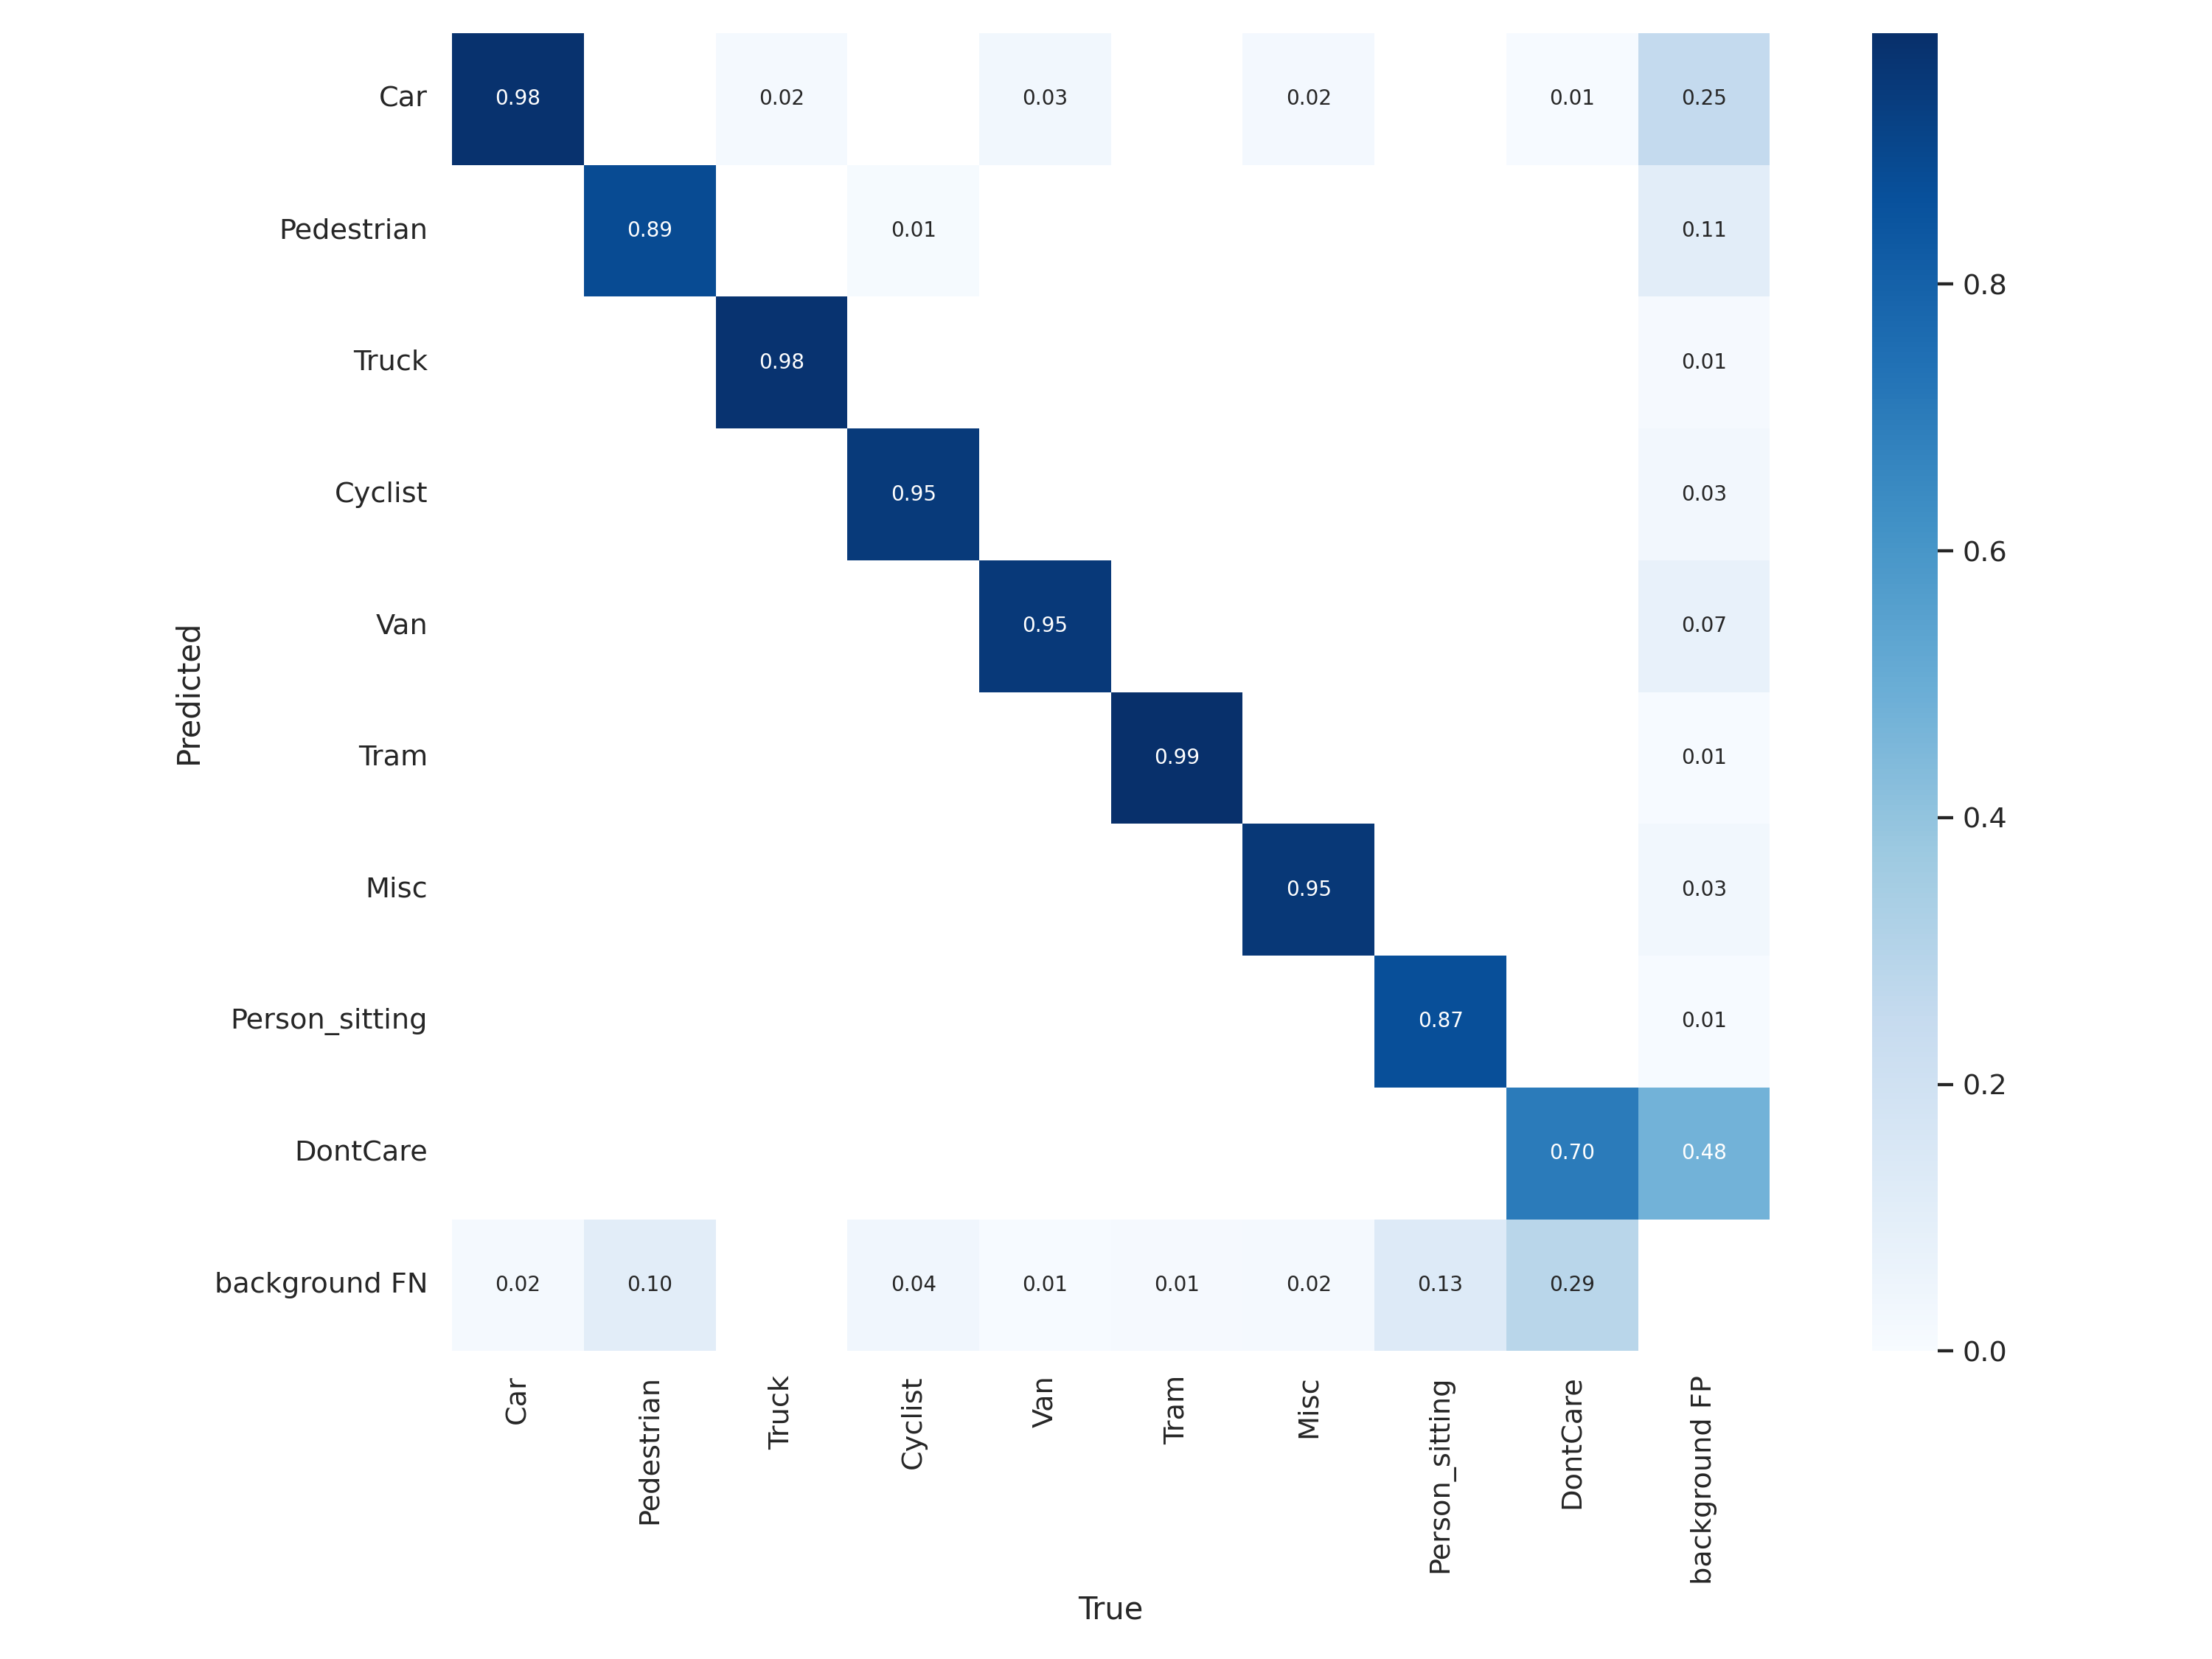 Car 0.98 0.02 0.03 0.02 0.01 0.25
Pedestrian 0.89 0.01 0.11
0.8
Truck 0.98 0.01
Cyclist 0.95 0.03
0.6
Van 0.95 0.07
Predicted
Tram 0.99 0.01
0.4
Misc 0.95 0.03
Person_sitting 0.87 0.01
0.2
DontCare 0.70 0.48
background FN 0.02 0.10 0.04 0.01 0.01 0.02 0.13 0.29
0.0
Car Pedestrian Truck Cyclist Van Tram Misc Person_sitting DontCare background FP
True